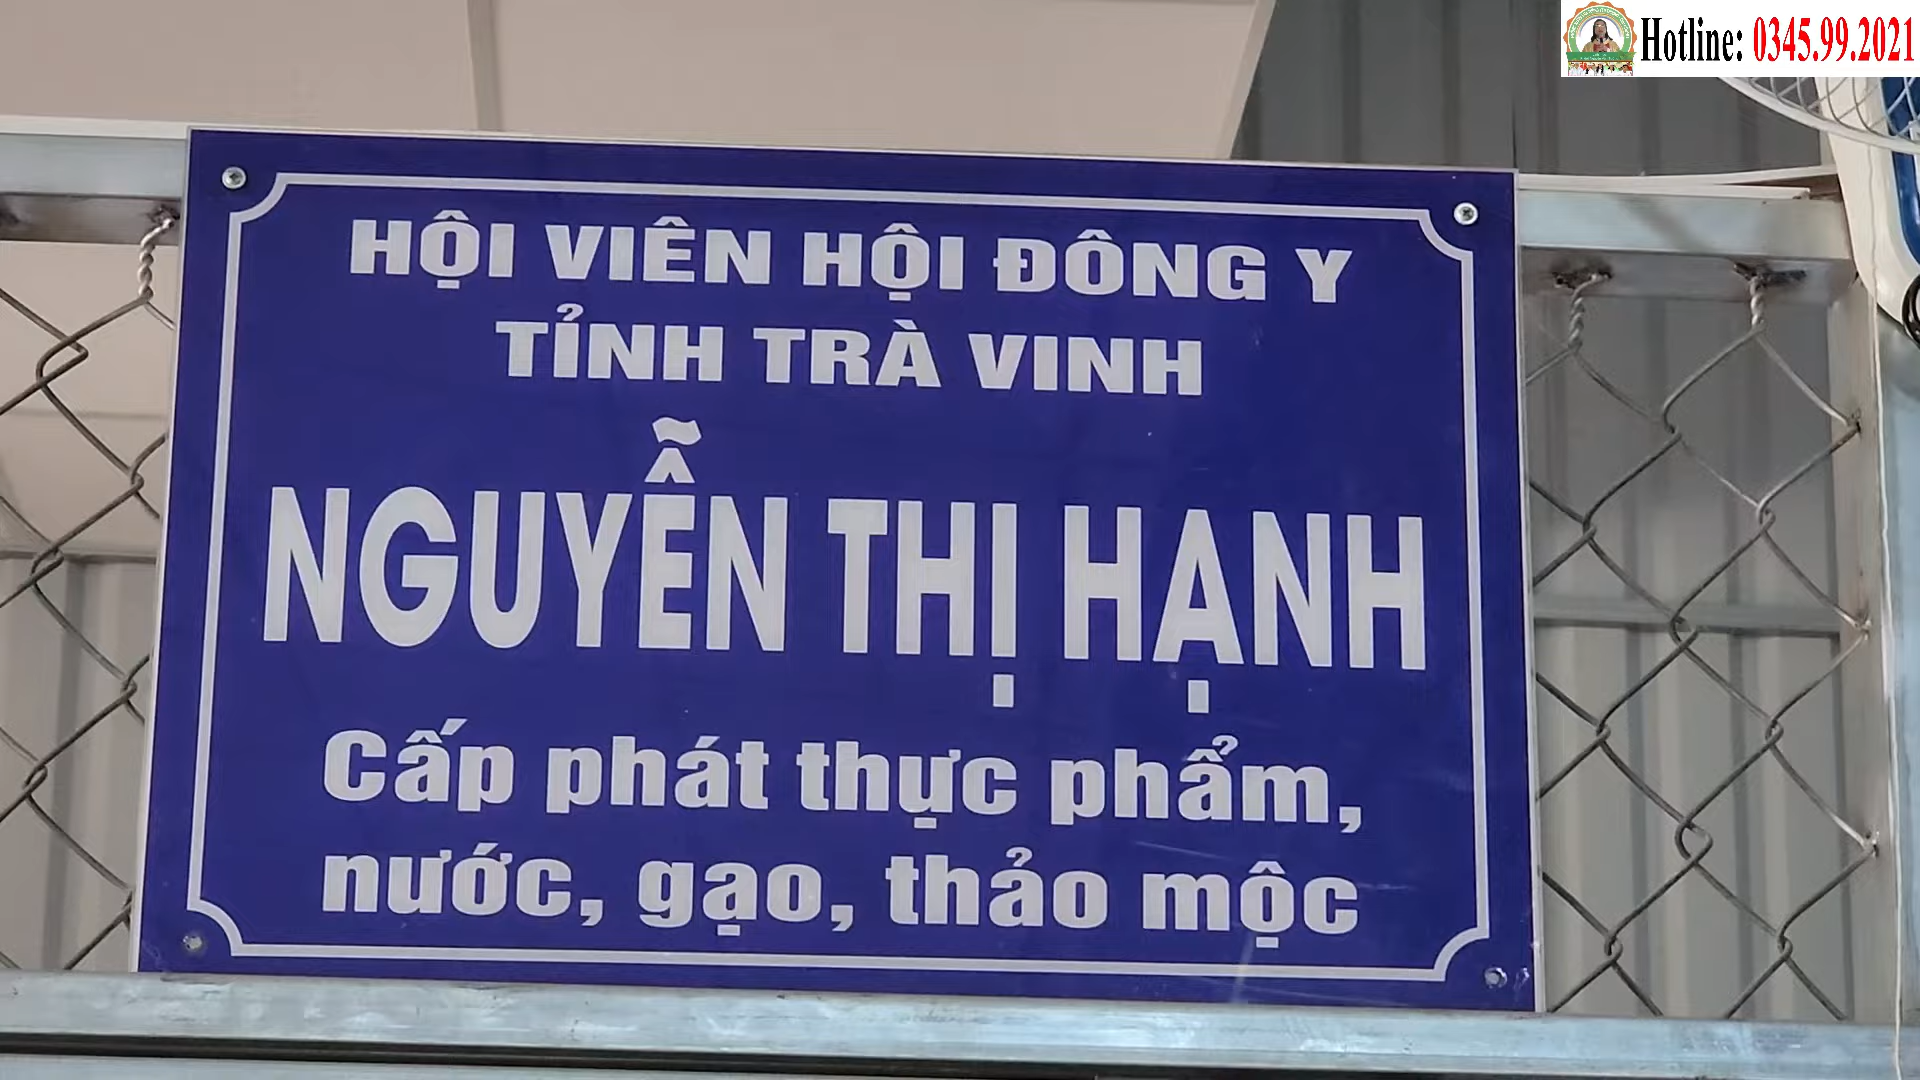 Hotline: 0345.99.2021
HỘI VIÊN HỘI ĐÔNG Y
TỈNH TRÀ VINH
NGUYỄN THỊ HẠNH
Cấp phát thực phẩm,
nước, gạo, thảo mộc